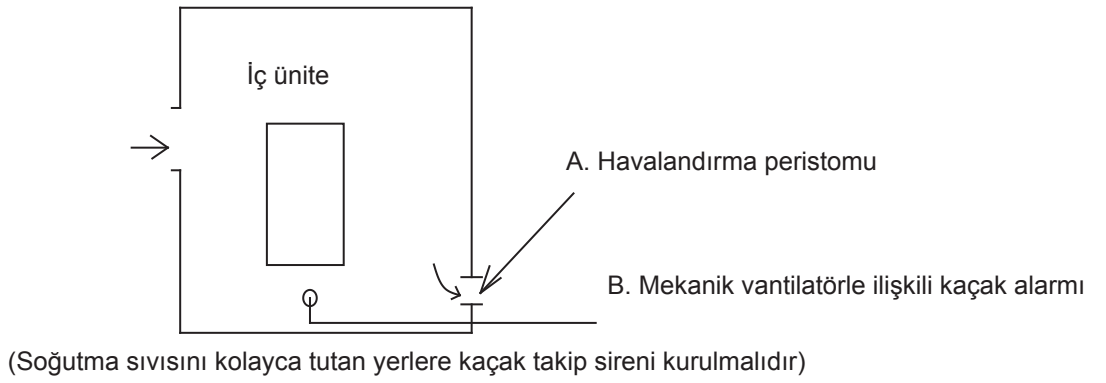 İç ünite
A. Havalandırma peristomu
B. Mekanik vantilatörle ilişkili kaçak alarmı
(Soğutma sıvısını kolayca tutan yerlere kaçak takip sireni kurulmalıdır)